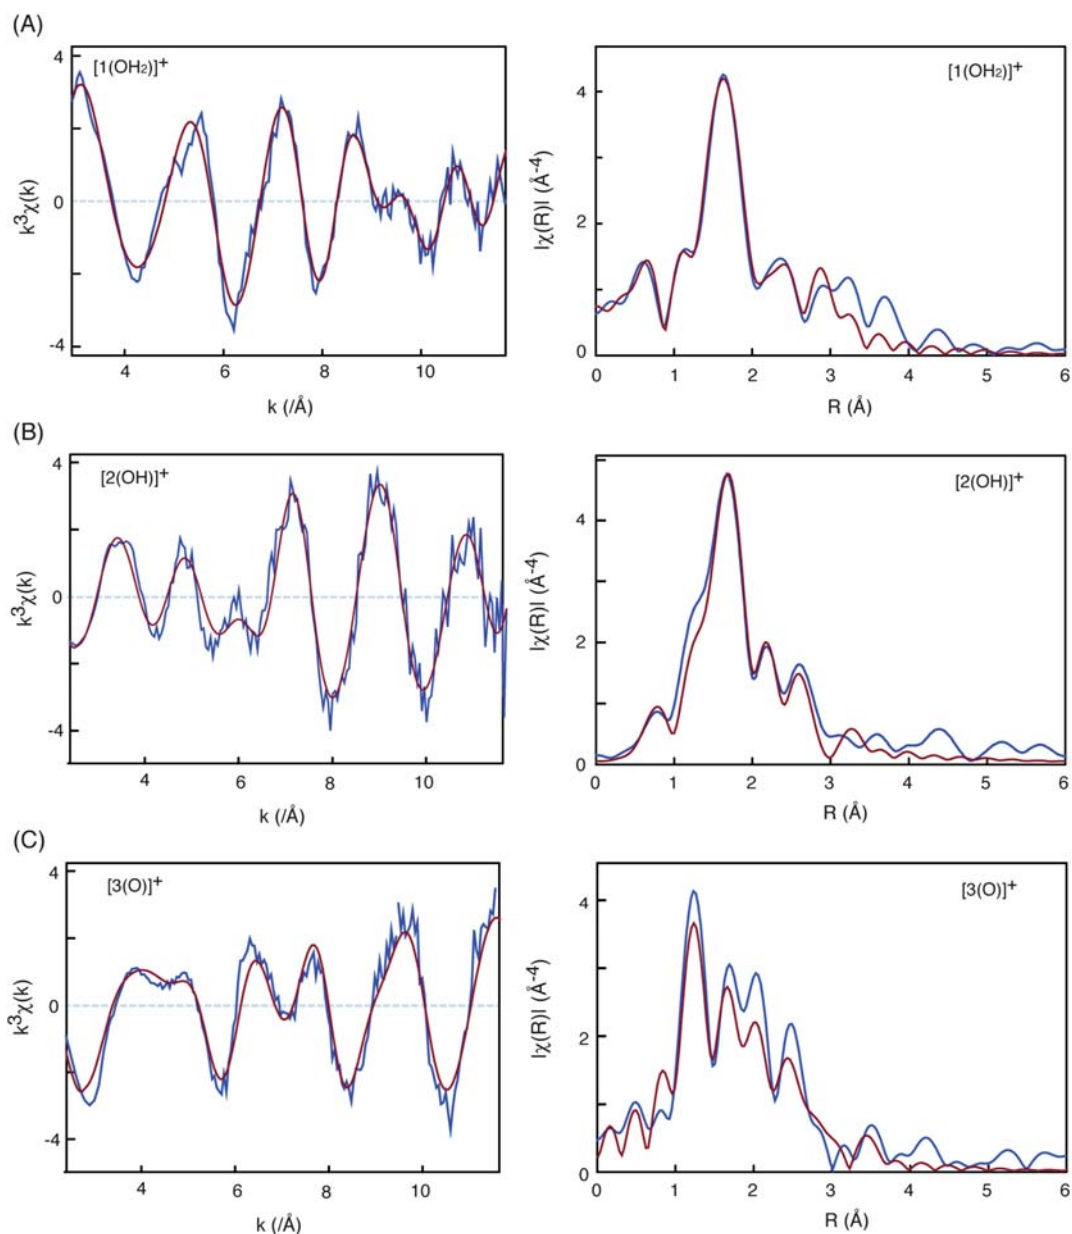 (A)
[1(OH₂)]⁺
4
0
-4
k³χ(k)
4 6 8 10
k (/Å)
[1(OH₂)]⁺
4
2
0
|χ(R)| (Å⁻⁴)
0 1 2 3 4 5 6
R (Å)
(B)
[2(OH)]⁺
4
0
-4
k³χ(k)
4 6 8 10
k (/Å)
[2(OH)]⁺
4
2
0
|χ(R)| (Å⁻⁴)
0 1 2 3 4 5 6
R (Å)
(C)
[3(O)]⁺
4
0
-4
k³χ(k)
4 6 8 10
k (/Å)
[3(O)]⁺
4
2
0
|χ(R)| (Å⁻⁴)
0 1 2 3 4 5 6
R (Å)